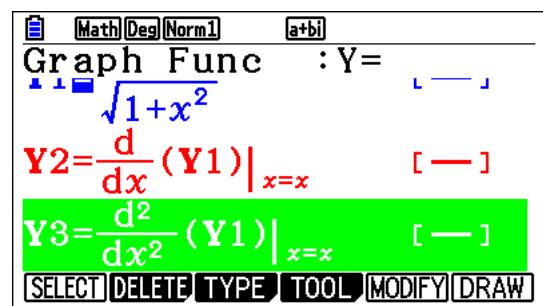 Math Deg Norm1 a+bi
Graph Func :Y=
√1+x²
Y2=d/dx(Y1)|x=x [—]
Y3=d²/dx²(Y1)|x=x [—]
SELECT DELETE TYPE TOOL MODIFY DRAW